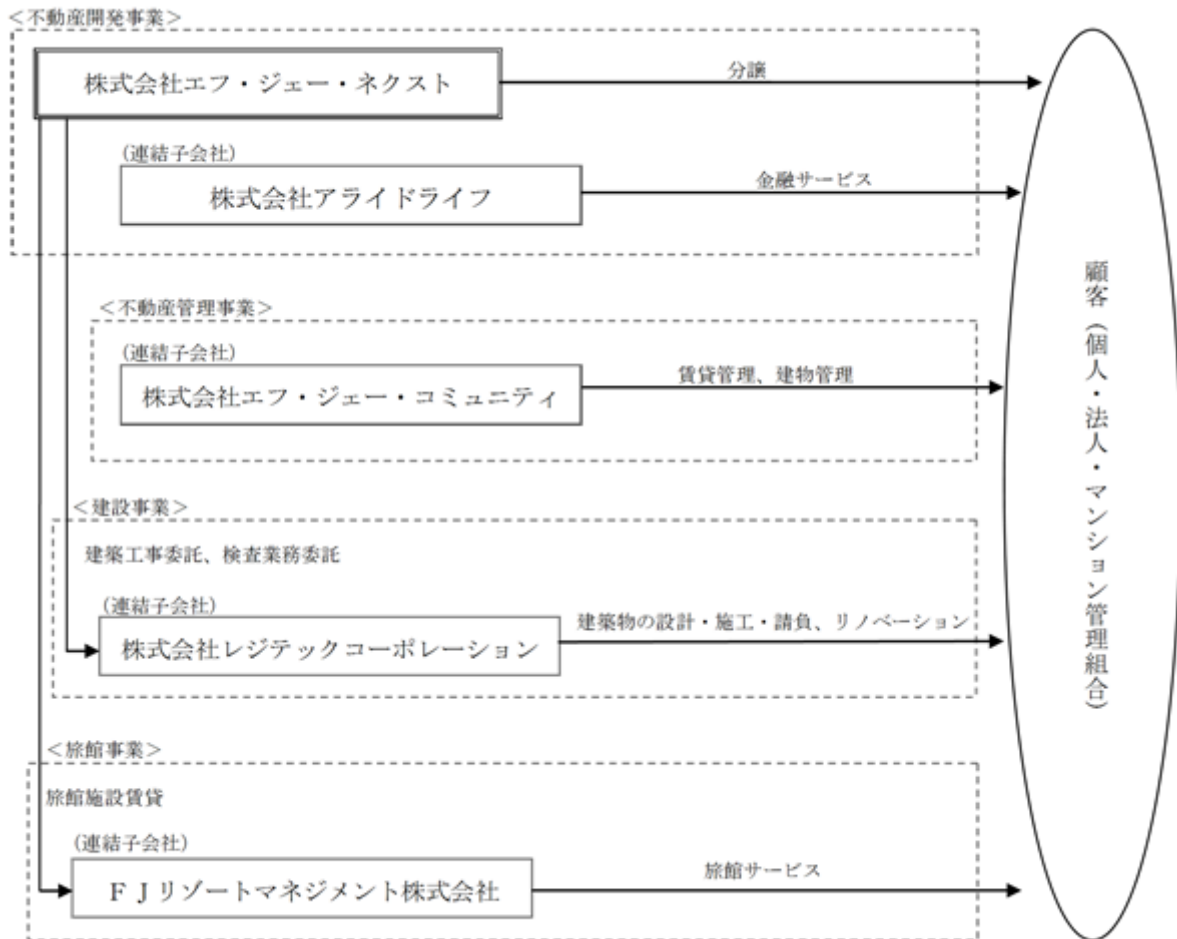 ＜不動産開発事業＞
株式会社エフ・ジェー・ネクスト
分譲
(連結子会社)
株式会社アライドライフ
金融サービス
＜不動産管理事業＞
(連結子会社)
株式会社エフ・ジェー・コミュニティ
賃貸管理、建物管理
＜建設事業＞
建築工事委託、検査業務委託
(連結子会社)
株式会社レジテックコーポレーション
建築物の設計・施工・請負、リノベーション
＜旅館事業＞
旅館施設賃貸
(連結子会社)
ＦＪリゾートマネジメント株式会社
旅館サービス
顧客（個人・法人・マンション管理組合）